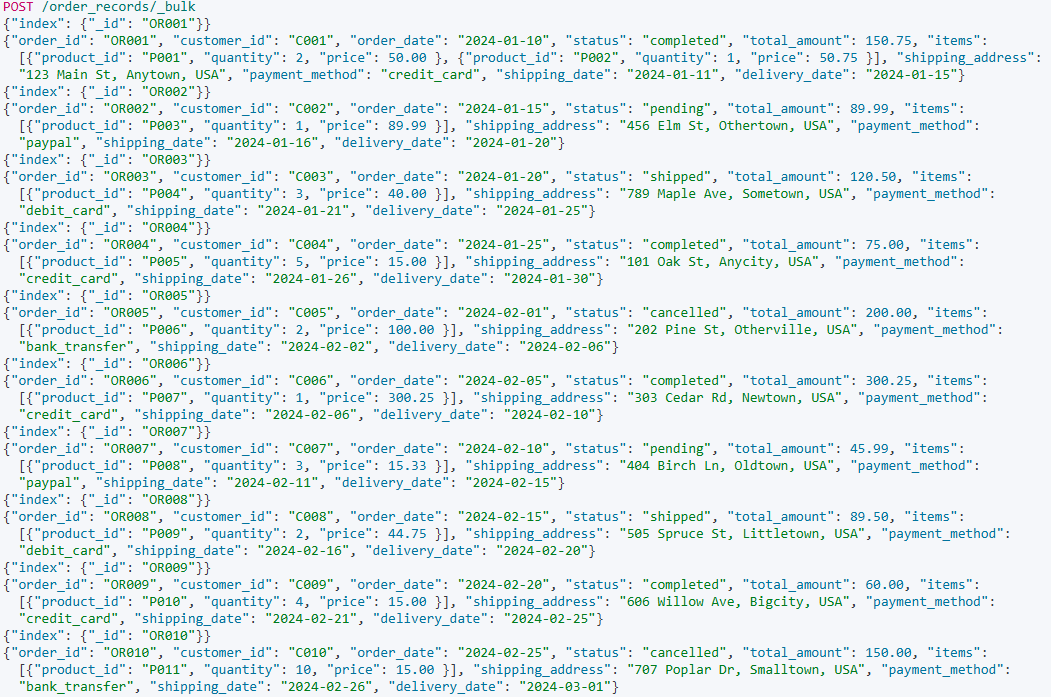 POST /order_records/_bulk
{"index": {"_id": "OR001"}}
{"order_id": "OR001", "customer_id": "C001", "order_date": "2024-01-10", "status": "completed", "total_amount": 150.75, "items":
[{"product_id": "P001", "quantity": 2, "price": 50.00 }, {"product_id": "P002", "quantity": 1, "price": 50.75 }], "shipping_address":
"123 Main St, Anytown, USA", "payment_method": "credit_card", "shipping_date": "2024-01-11", "delivery_date": "2024-01-15"}
{"index": {"_id": "OR002"}}
{"order_id": "OR002", "customer_id": "C002", "order_date": "2024-01-15", "status": "pending", "total_amount": 89.99, "items":
[{"product_id": "P003", "quantity": 1, "price": 89.99 }], "shipping_address": "456 Elm St, Othertown, USA", "payment_method":
"paypal", "shipping_date": "2024-01-16", "delivery_date": "2024-01-20"}
{"index": {"_id": "OR003"}}
{"order_id": "OR003", "customer_id": "C003", "order_date": "2024-01-20", "status": "shipped", "total_amount": 120.50, "items":
[{"product_id": "P004", "quantity": 3, "price": 40.00 }], "shipping_address": "789 Maple Ave, Sometown, USA", "payment_method":
"debit_card", "shipping_date": "2024-01-21", "delivery_date": "2024-01-25"}
{"index": {"_id": "OR004"}}
{"order_id": "OR004", "customer_id": "C004", "order_date": "2024-01-25", "status": "completed", "total_amount": 75.00, "items":
[{"product_id": "P005", "quantity": 5, "price": 15.00 }], "shipping_address": "101 Oak St, Anycity, USA", "payment_method":
"credit_card", "shipping_date": "2024-01-26", "delivery_date": "2024-01-30"}
{"index": {"_id": "OR005"}}
{"order_id": "OR005", "customer_id": "C005", "order_date": "2024-02-01", "status": "cancelled", "total_amount": 200.00, "items":
[{"product_id": "P006", "quantity": 2, "price": 100.00 }], "shipping_address": "202 Pine St, Otherville, USA", "payment_method":
"bank_transfer", "shipping_date": "2024-02-02", "delivery_date": "2024-02-06"}
{"index": {"_id": "OR006"}}
{"order_id": "OR006", "customer_id": "C006", "order_date": "2024-02-05", "status": "completed", "total_amount": 300.25, "items":
[{"product_id": "P007", "quantity": 1, "price": 300.25 }], "shipping_address": "303 Cedar Rd, Newtown, USA", "payment_method":
"credit_card", "shipping_date": "2024-02-06", "delivery_date": "2024-02-10"}
{"index": {"_id": "OR007"}}
{"order_id": "OR007", "customer_id": "C007", "order_date": "2024-02-10", "status": "pending", "total_amount": 45.99, "items":
[{"product_id": "P008", "quantity": 3, "price": 15.33 }], "shipping_address": "404 Birch Ln, Oldtown, USA", "payment_method":
"paypal", "shipping_date": "2024-02-11", "delivery_date": "2024-02-15"}
{"index": {"_id": "OR008"}}
{"order_id": "OR008", "customer_id": "C008", "order_date": "2024-02-15", "status": "shipped", "total_amount": 89.50, "items":
[{"product_id": "P009", "quantity": 2, "price": 44.75 }], "shipping_address": "505 Spruce St, Littletown, USA", "payment_method":
"debit_card", "shipping_date": "2024-02-16", "delivery_date": "2024-02-20"}
{"index": {"_id": "OR009"}}
{"order_id": "OR009", "customer_id": "C009", "order_date": "2024-02-20", "status": "completed", "total_amount": 60.00, "items":
[{"product_id": "P010", "quantity": 4, "price": 15.00 }], "shipping_address": "606 Willow Ave, Bigcity, USA", "payment_method":
"credit_card", "shipping_date": "2024-02-21", "delivery_date": "2024-02-25"}
{"index": {"_id": "OR010"}}
{"order_id": "OR010", "customer_id": "C010", "order_date": "2024-02-25", "status": "cancelled", "total_amount": 150.00, "items":
[{"product_id": "P011", "quantity": 10, "price": 15.00 }], "shipping_address": "707 Poplar Dr, Smalltown, USA", "payment_method":
"bank_transfer", "shipping_date": "2024-02-26", "delivery_date": "2024-03-01"}